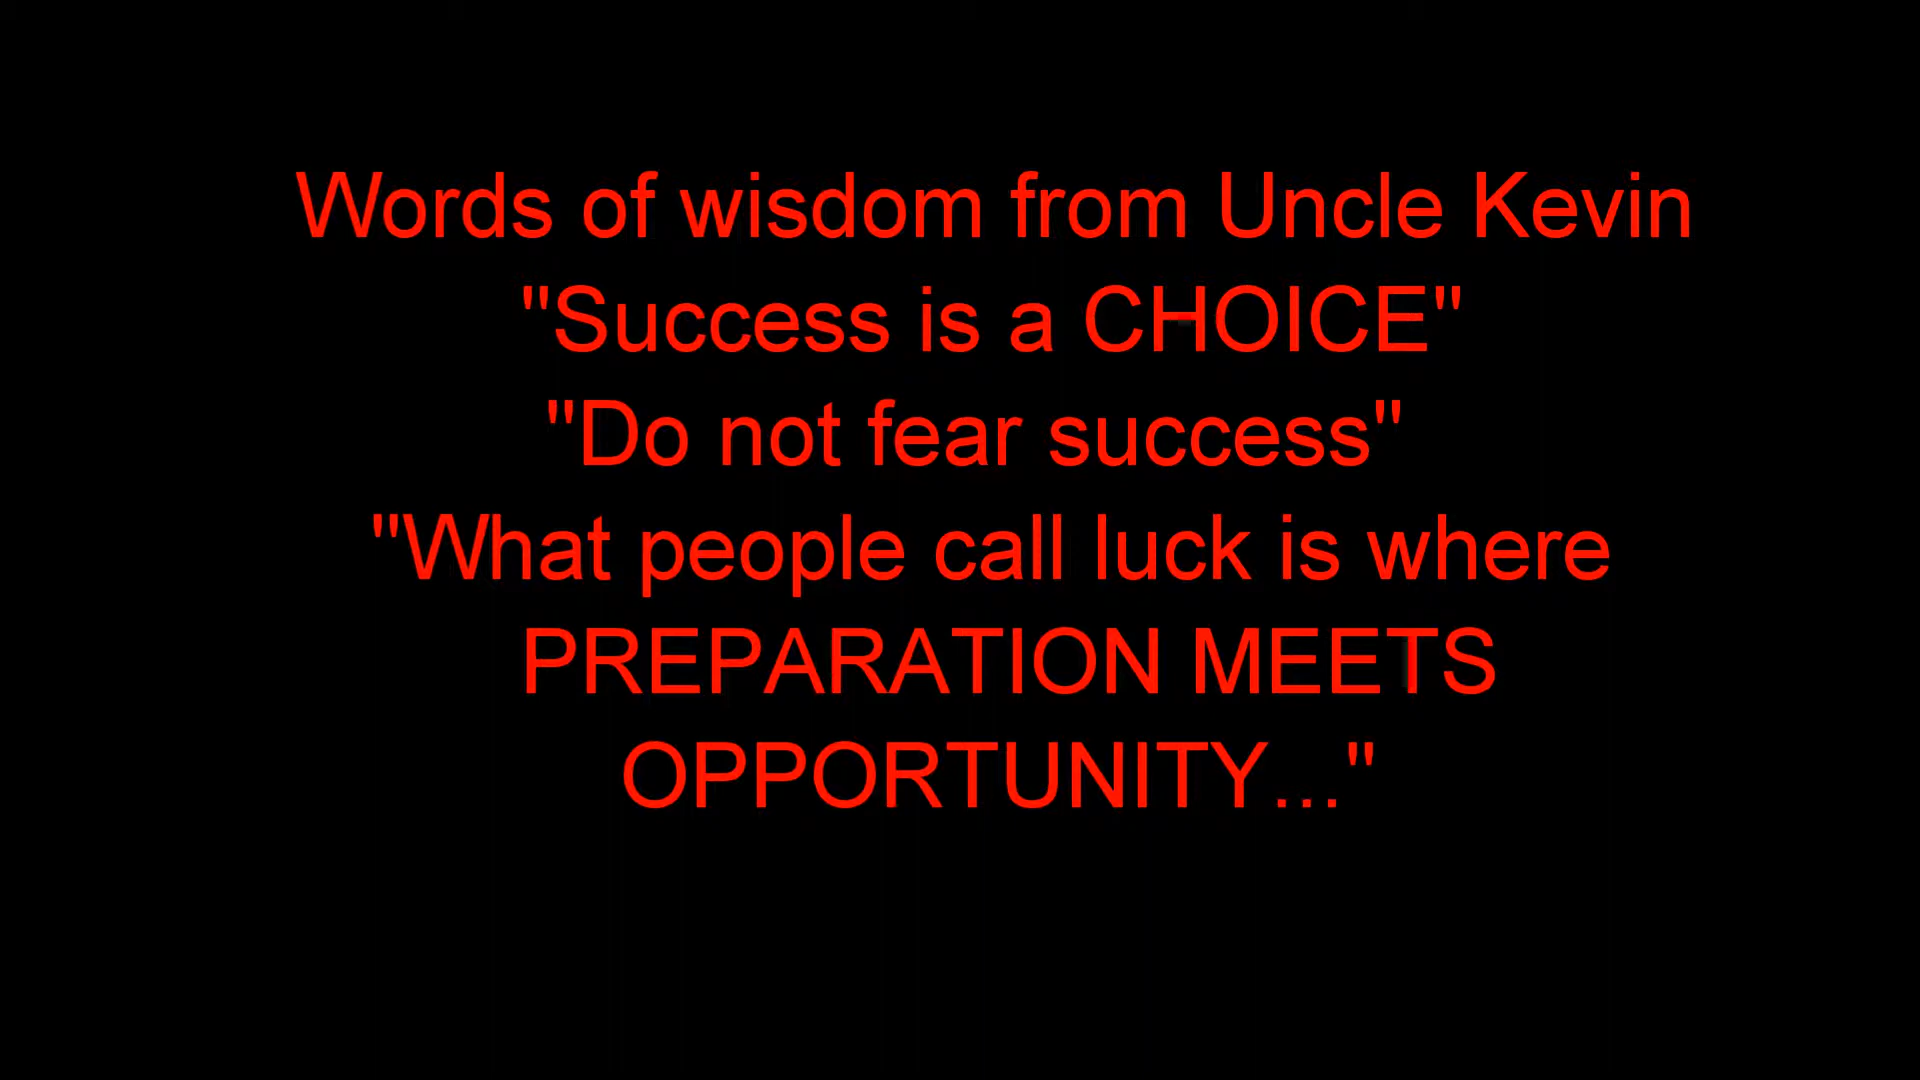 Words of wisdom from Uncle Kevin
"Success is a CHOICE"
"Do not fear success"
"What people call luck is where
PREPARATION MEETS
OPPORTUNITY..."